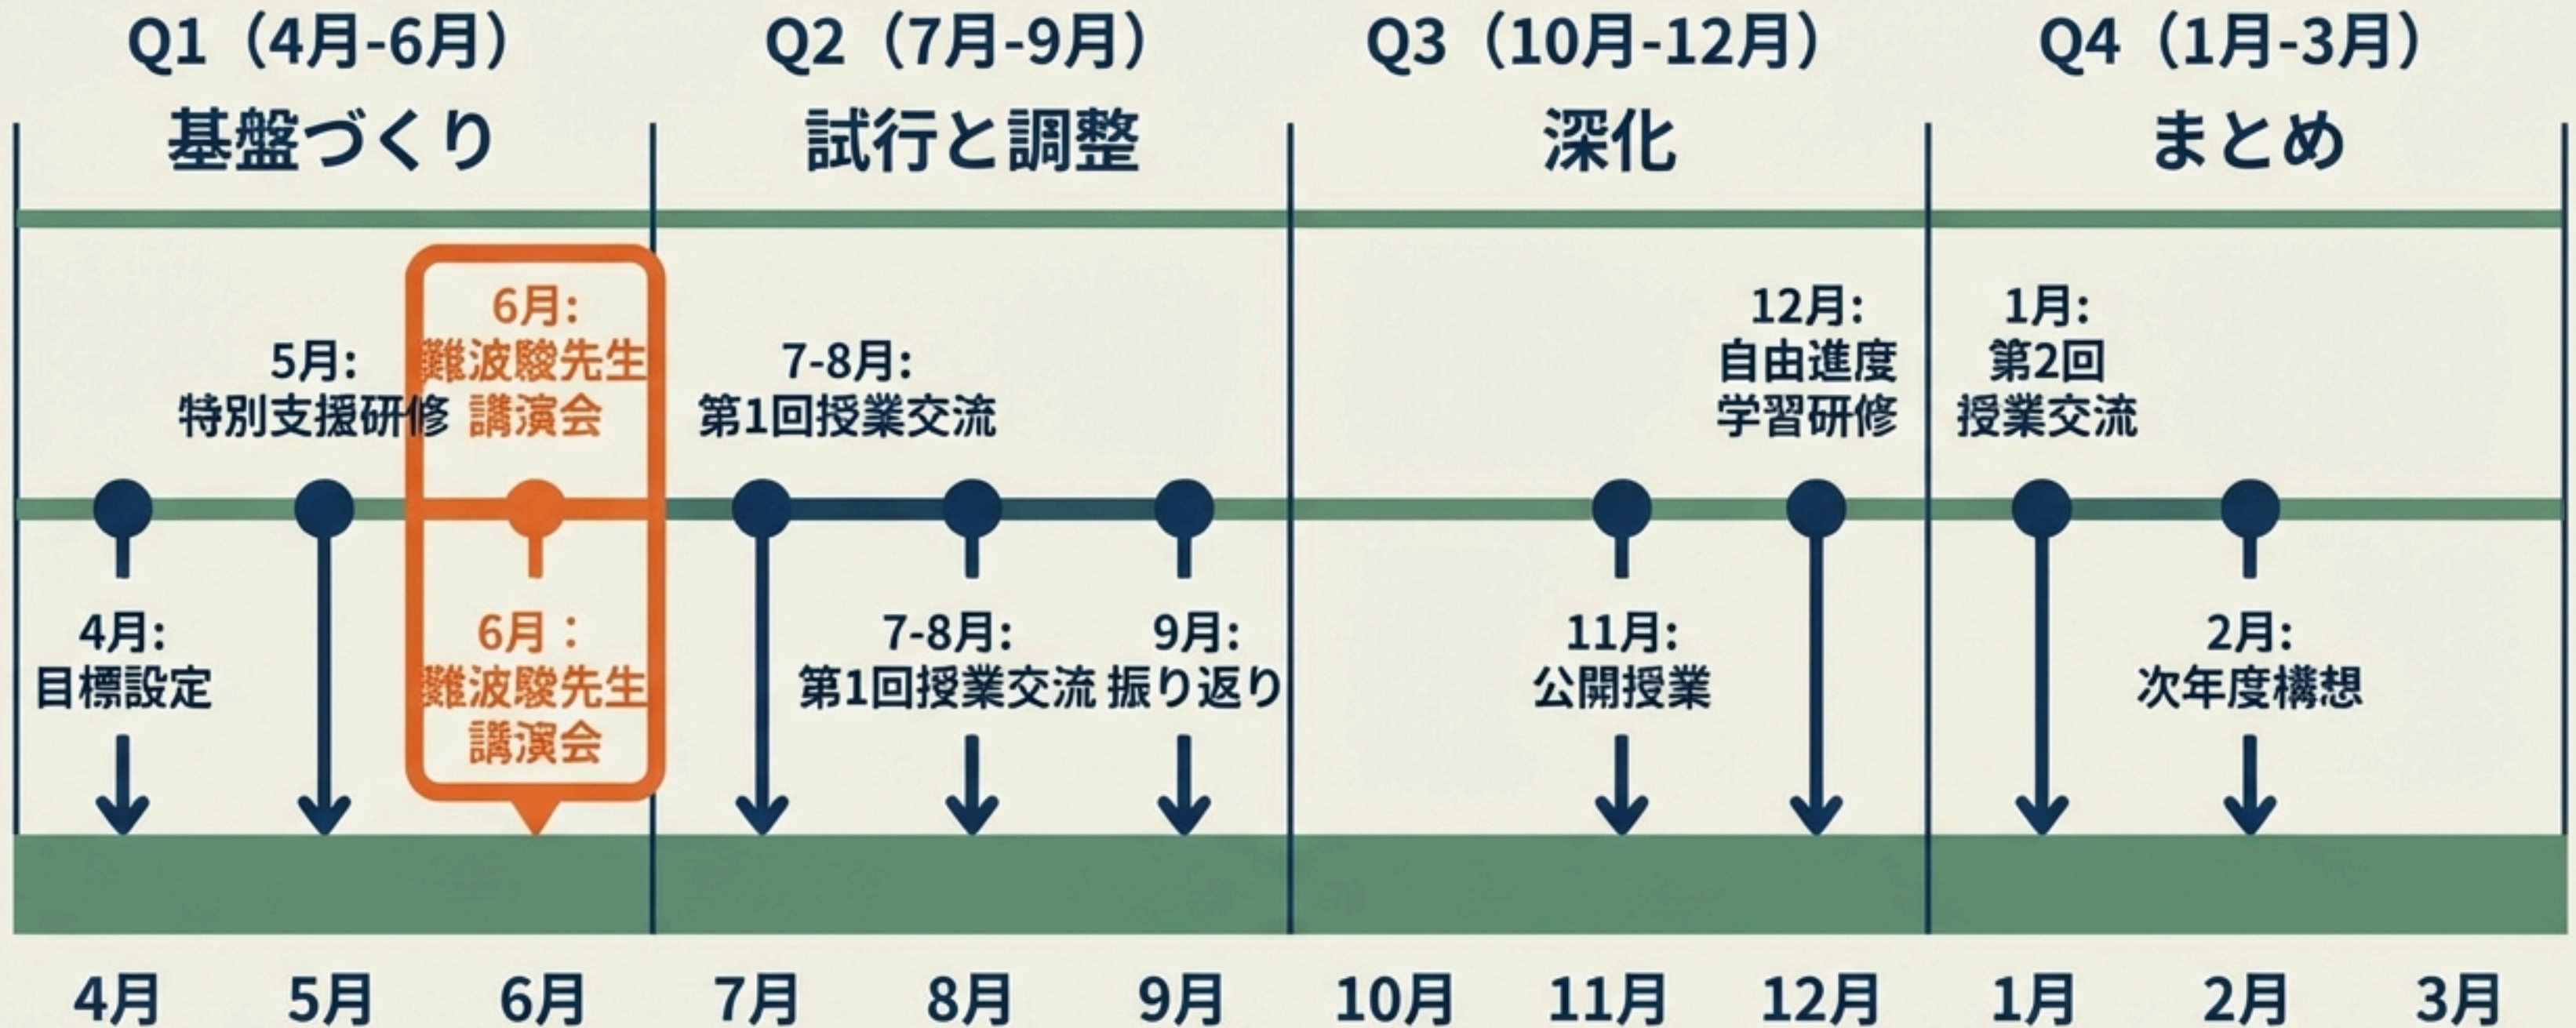 Q1（4月-6月）
基盤づくり
Q2（7月-9月）
試行と調整
Q3（10月-12月）
深化
Q4（1月-3月）
まとめ
5月:
特別支援研修
6月:
難波駿先生
講演会
7-8月:
第1回授業交流
12月:
自由進度
学習研修
1月:
第2回
授業交流
4月:
目標設定
6月：
難波駿先生
講演会
7-8月:
第1回授業交流
9月:
振り返り
11月:
公開授業
2月:
次年度構想
4月
5月
6月
7月
8月
9月
10月
11月
12月
1月
2月
3月